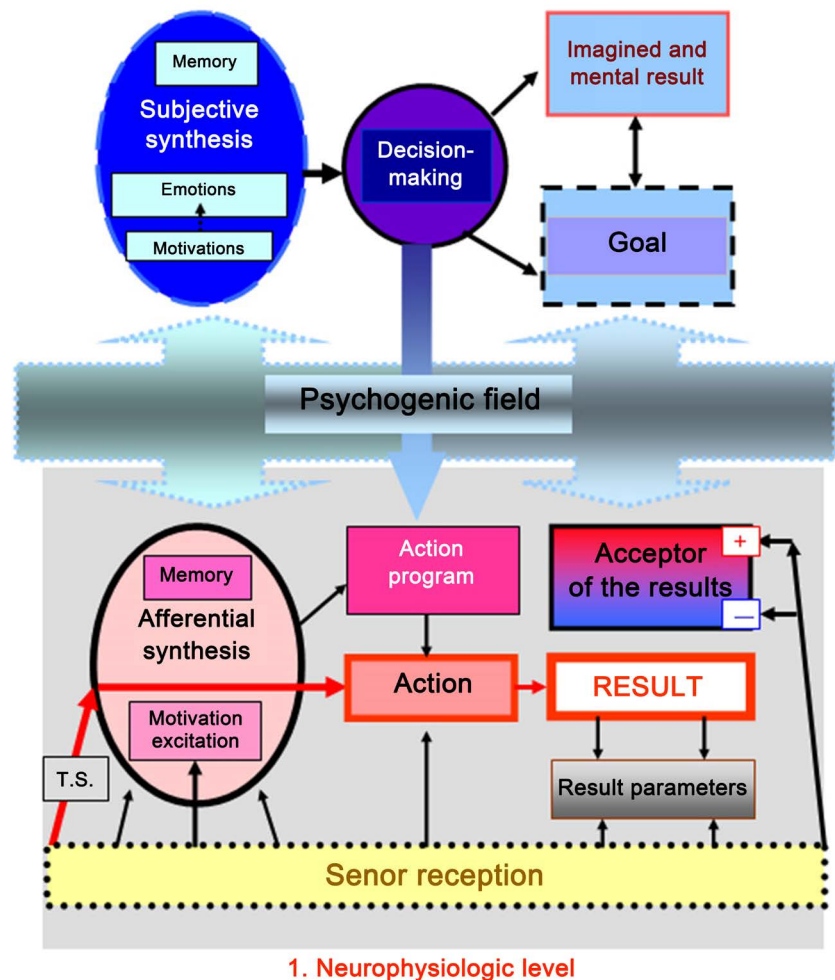 Memory
Subjective
synthesis
Emotions
Motivations
Decision-
making
Imagined and
mental result
Goal
Psychogenic field
Memory
Afferential
synthesis
Motivation
excitation
T.S.
Action
program
Action
Acceptor
of the results
+
—
RESULT
Result parameters
Senor reception
1. Neurophysiologic level